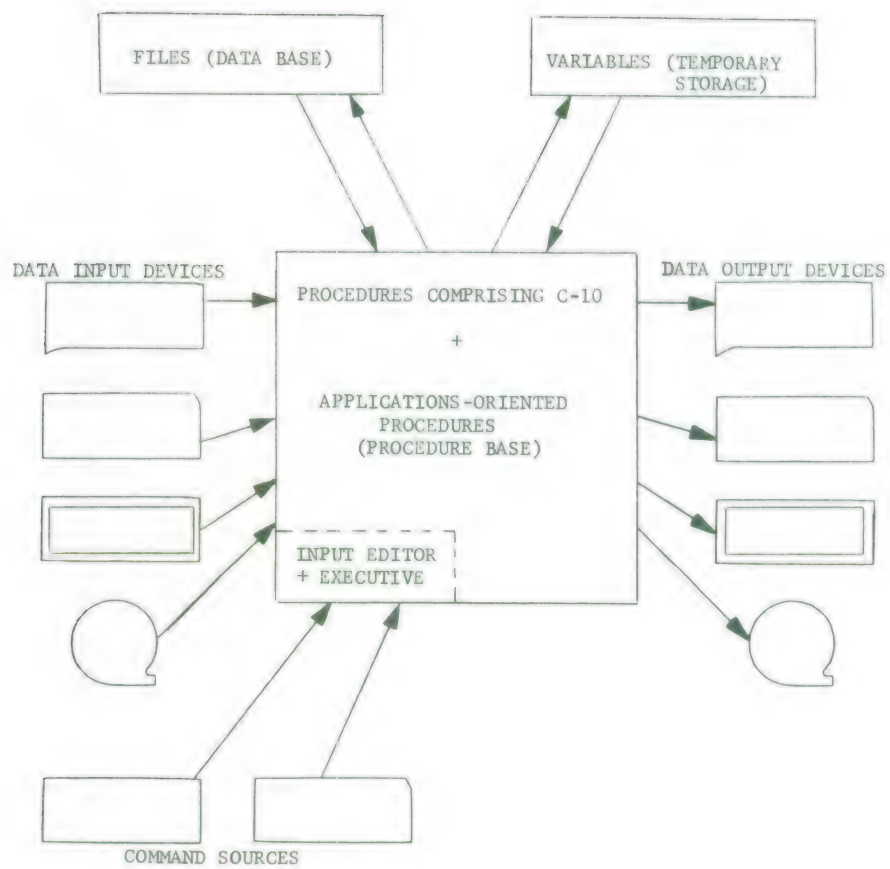 FILES (DATA BASE)
VARIABLES (TEMPORARY
STORAGE)
DATA INPUT DEVICES
DATA OUTPUT DEVICES
PROCEDURES COMPRISING C-10
+
APPLICATIONS-ORIENTED
PROCEDURES
(PROCEDURE BASE)
INPUT EDITOR
+ EXECUTIVE
COMMAND SOURCES